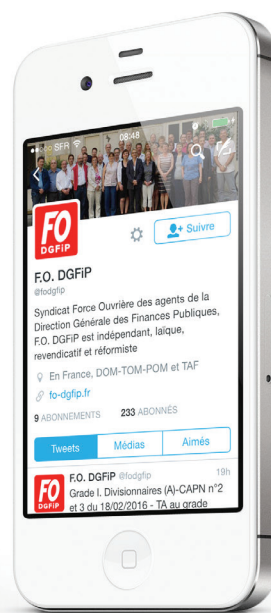 SFR 08:48
FO
DGFiP
Suivre
F.O. DGFiP
@fodgfip
Syndicat Force Ouvrière des agents de la
Direction Générale des Finances Publiques,
F.O. DGFiP est indépendant, laïque,
revendicatif et réformiste
En France, DOM-TOM-POM et TAF
fo-dgfip.fr
9 ABONNEMENTS 233 ABONNÉS
Tweets Médias Aimés
FO
DGFiP
F.O. DGFiP @fodgfip 19h
Grade I. Divisionnaires (A)-CAPN n°2
et 3 du 18/02/2016 - TA au grade